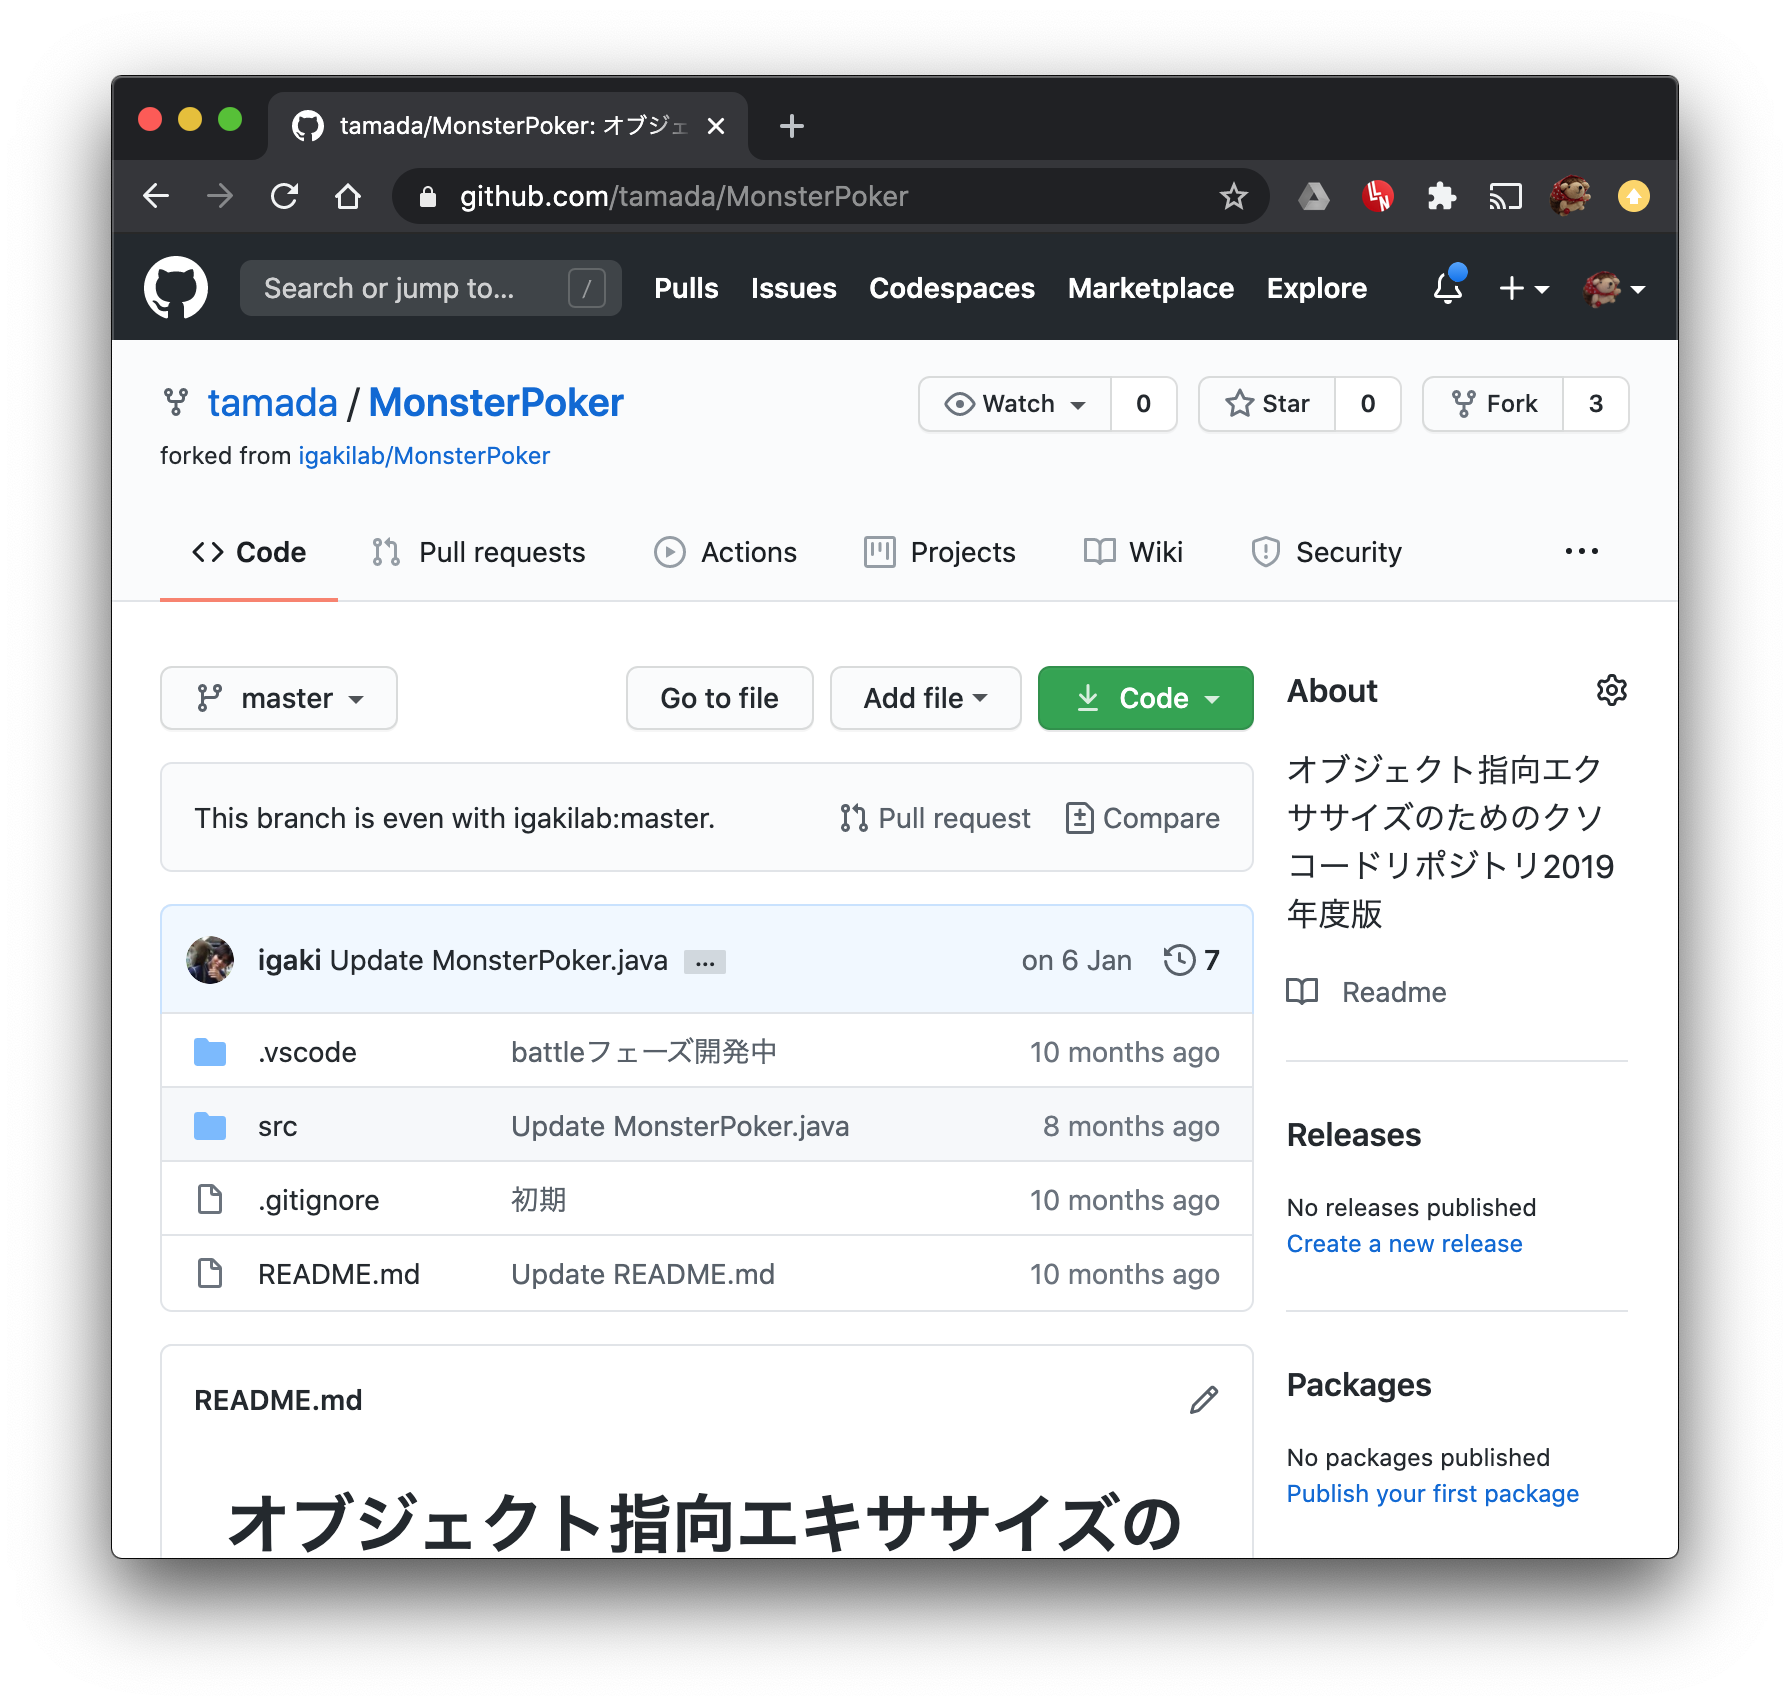 tamada/MonsterPoker: オブジェ
github.com/tamada/MonsterPoker
Search or jump to... /
Pulls Issues Codespaces Marketplace Explore
tamada / MonsterPoker
Watch 0 Star 0 Fork 3
forked from igakilab/MonsterPoker
Code Pull requests Actions Projects Wiki Security ...
master Go to file Add file Code
This branch is even with igakilab:master. Pull request Compare
igaki Update MonsterPoker.java ... on 6 Jan 7
.vscode battleフェーズ開発中 10 months ago
src Update MonsterPoker.java 8 months ago
.gitignore 初期 10 months ago
README.md Update README.md 10 months ago
README.md
オブジェクト指向エキササイズの
About
オブジェクト指向エク
ササイズのためのクソ
コードリポジトリ2019
年度版
Readme
Releases
No releases published
Create a new release
Packages
No packages published
Publish your first package